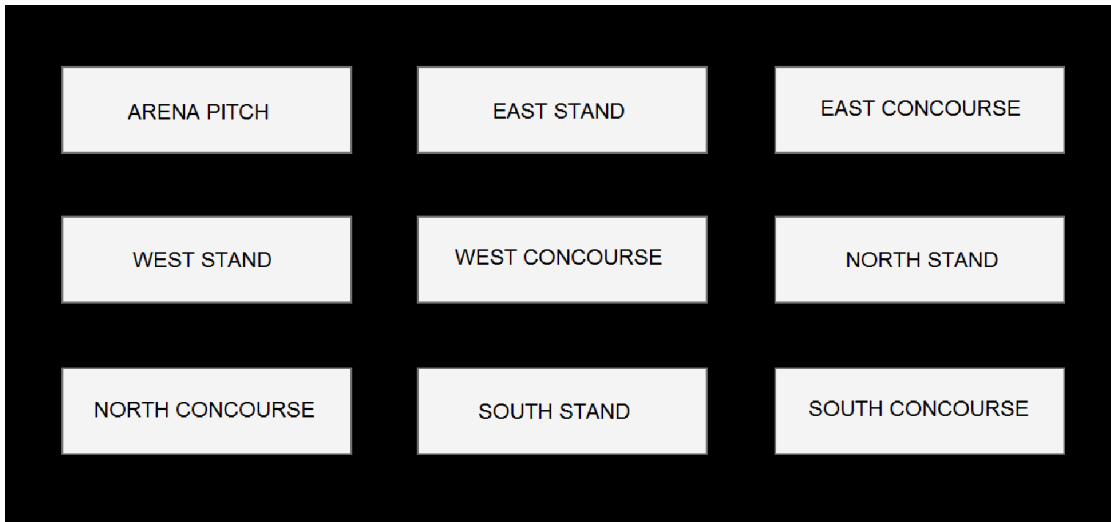 ARENA PITCH
EAST STAND
EAST CONCOURSE
WEST STAND
WEST CONCOURSE
NORTH STAND
NORTH CONCOURSE
SOUTH STAND
SOUTH CONCOURSE